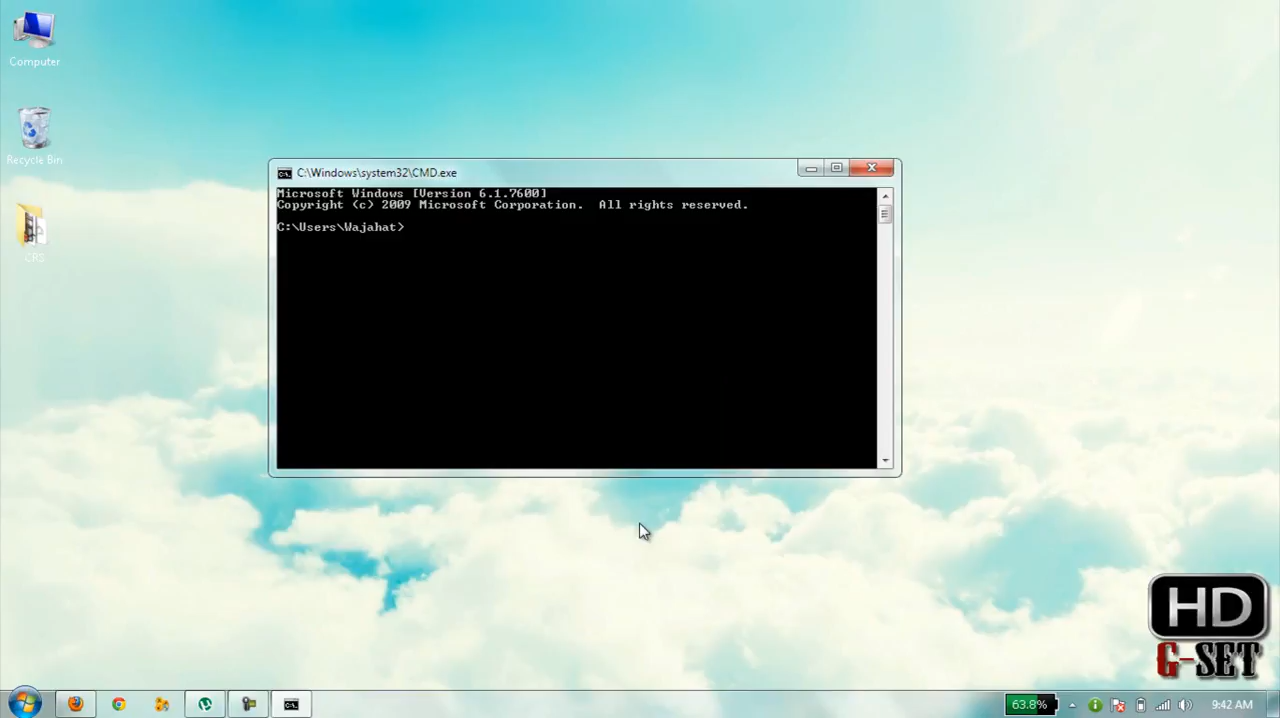 Computer
Recycle Bin
CRS
C:\Windows\system32\CMD.exe
Microsoft Windows [Version 6.1.7600]
Copyright (c) 2009 Microsoft Corporation.  All rights reserved.
C:\Users\Wajahat>
HD
G-SET
63.8%
9:42 AM